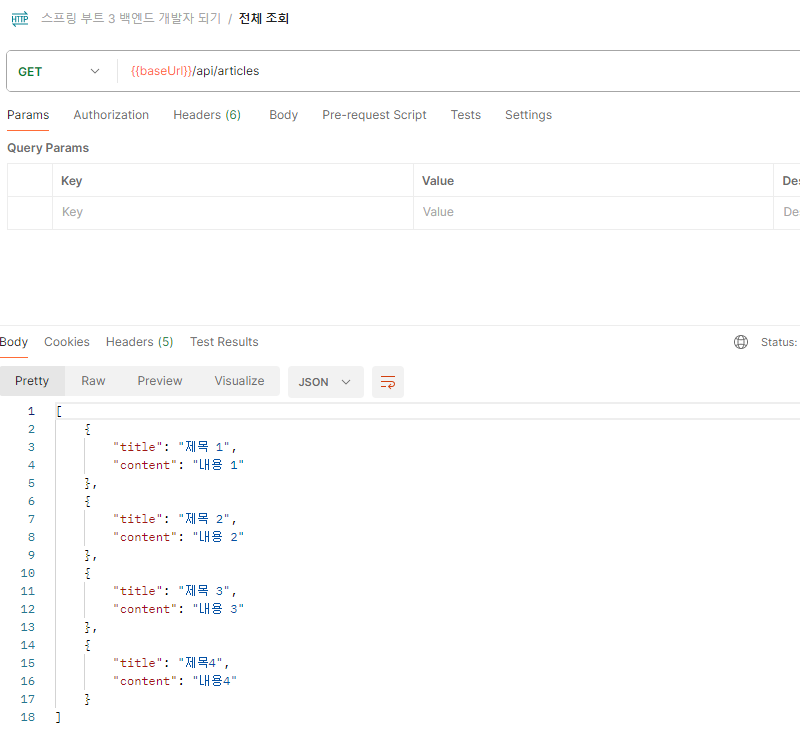 HTTP 스프링 부트 3 백엔드 개발자 되기 / 전체 조회
GET {{baseUrl}}/api/articles
Params Authorization Headers (6) Body Pre-request Script Tests Settings
Query Params
Key Value Des
Key Value De
Body Cookies Headers (5) Test Results Status:
Pretty Raw Preview Visualize JSON
1 [
2 {
3 "title": "제목 1",
4 "content": "내용 1"
5 },
6 {
7 "title": "제목 2",
8 "content": "내용 2"
9 },
10 {
11 "title": "제목 3",
12 "content": "내용 3"
13 },
14 {
15 "title": "제목4",
16 "content": "내용4"
17 }
18 ]